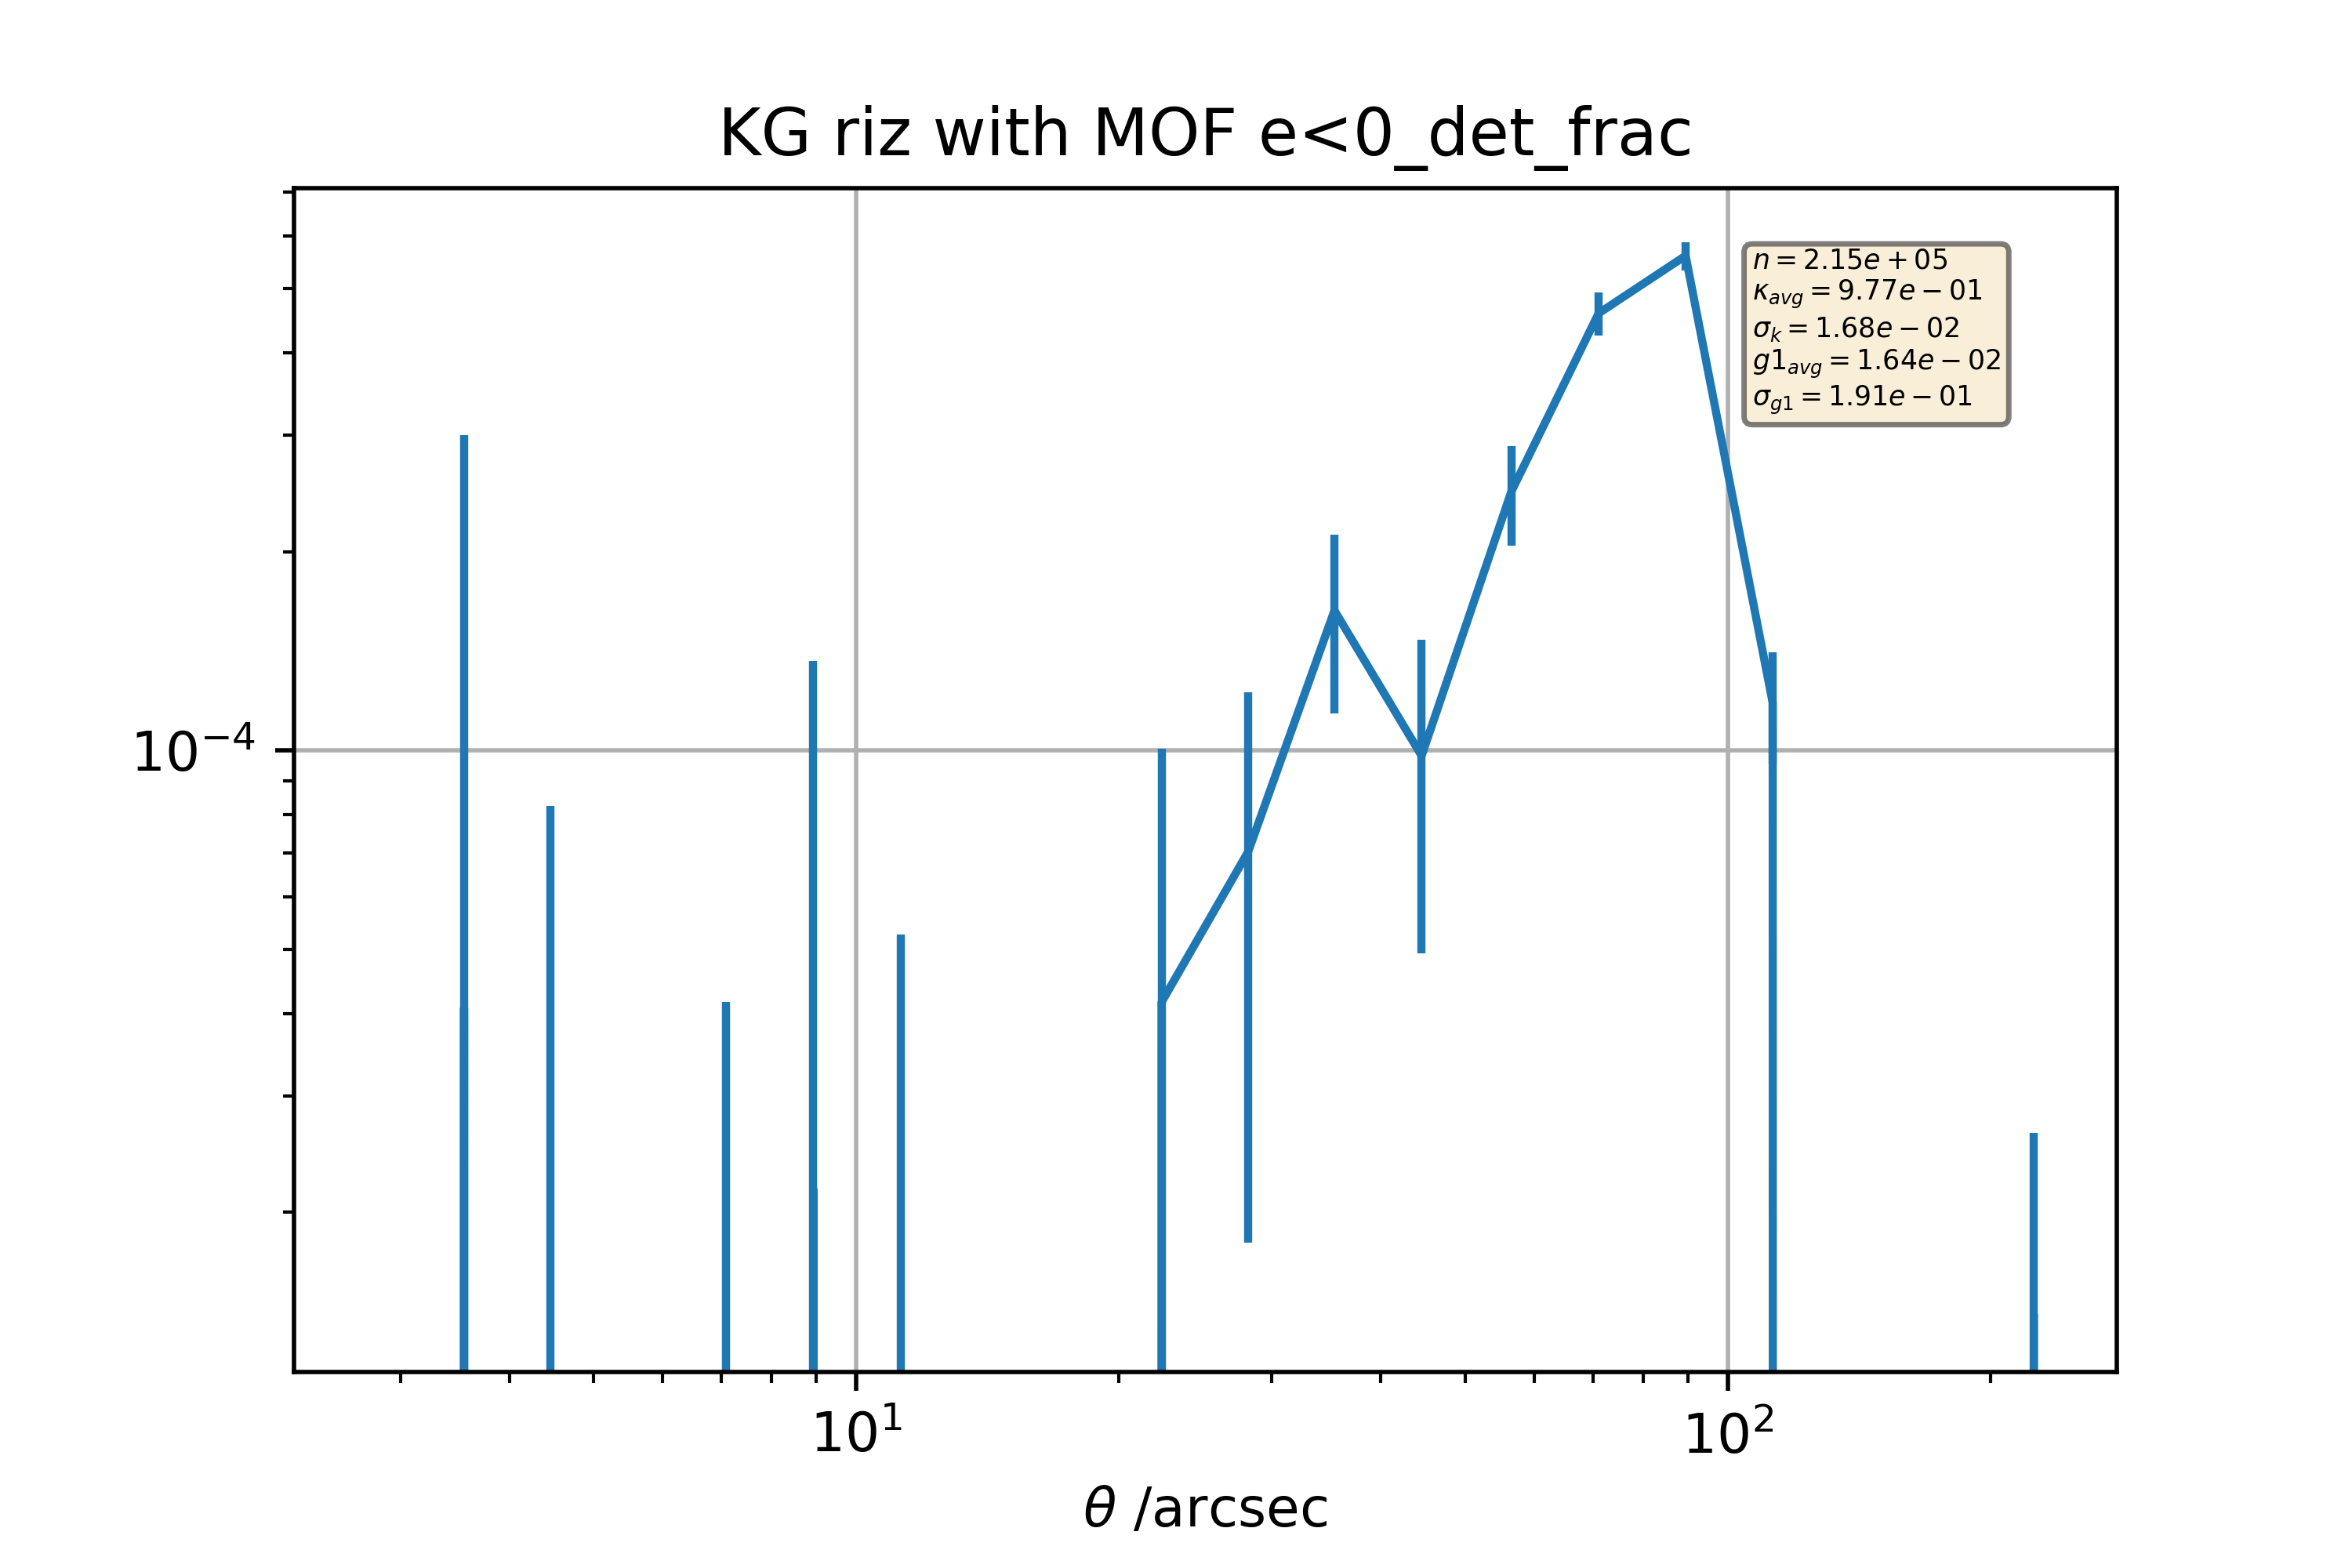 KG riz with MOF e<0_det_frac
n = 2.15e + 05
κavg = 9.77e − 01
σk = 1.68e − 02
g1avg = 1.64e − 02
σg1 = 1.91e − 01
10−4
10¹ 10²
θ /arcsec